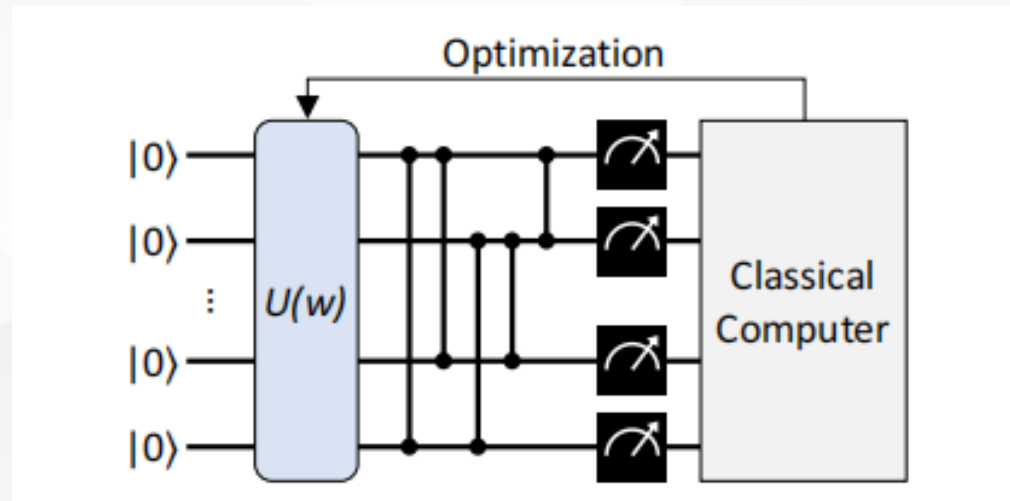 Optimization
|0⟩
|0⟩
⋮
U(w)
|0⟩
|0⟩
Classical
Computer